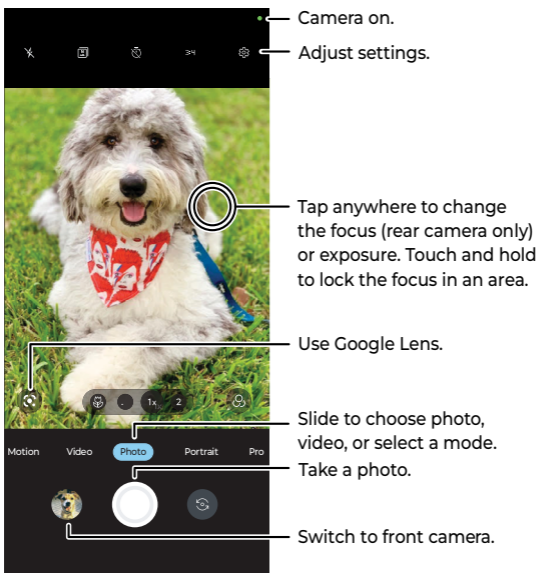 Camera on.
Adjust settings.
3:4
Tap anywhere to change
the focus (rear camera only)
or exposure. Touch and hold
to lock the focus in an area.
Use Google Lens.
1x 2
Slide to choose photo,
video, or select a mode.
Motion Video Photo Portrait Pro
Take a photo.
Switch to front camera.